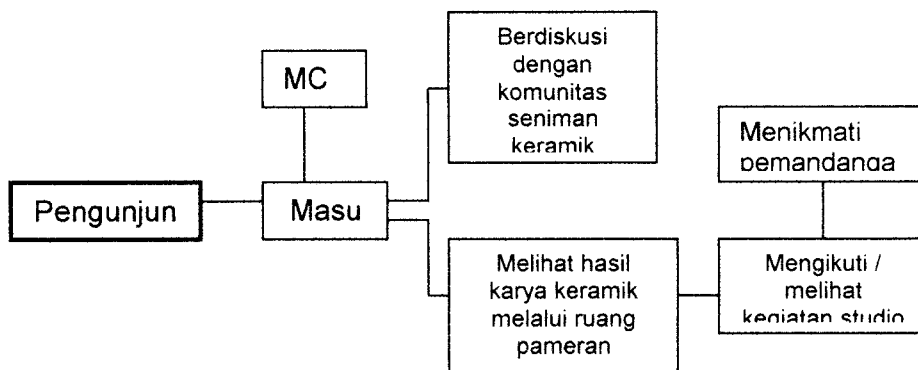 MC
Berdiskusi
dengan
komunitas
seniman
keramik
Menikmati
pemandanga
Pengunjun
Masu
Melihat hasil
karya keramik
melalui ruang
pameran
Mengikuti /
melihat
kegiatan studio